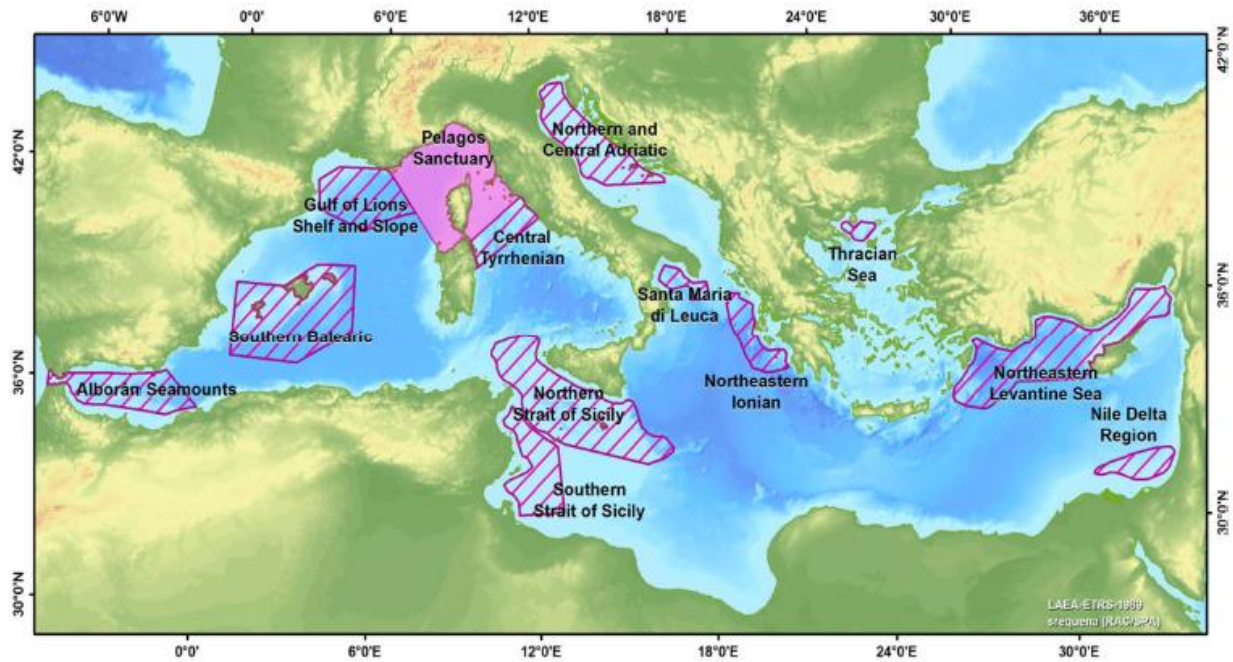 6°0'W 0°0' 6°0'E 12°0'E 18°0'E 24°0'E 30°0'E 36°0'E
42°0'N
42°0'N
Pelagos
Sanctuary
Northern and
Central Adriatic
Gulf of Lions
Shelf and Slope
Central
Tyrrhenian
Thracian
Sea
36°0'N
Santa Maria
di Leuca
Southern Balearic
36°0'N
Alborán Seamounts
Northern
Strait of Sicily
Northeastern
Ionian
Northeastern
Levantine Sea
Nile Delta
Region
Southern
Strait of Sicily
30°0'N
30°0'N
LAEA-ETRS-1989
srequena (RAC/SPA)
0°0' 6°0'E 12°0'E 18°0'E 24°0'E 30°0'E